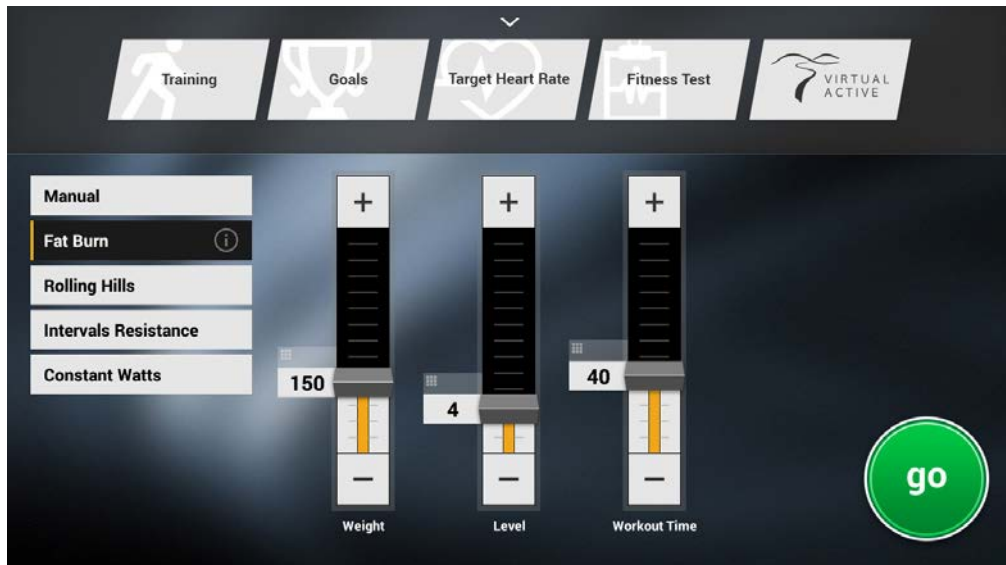 Training
Goals
Target Heart Rate
Fitness Test
VIRTUAL
ACTIVE
Manual
Fat Burn
Rolling Hills
Intervals Resistance
Constant Watts
+
+
+
150
4
40
−
−
−
Weight
Level
Workout Time
go